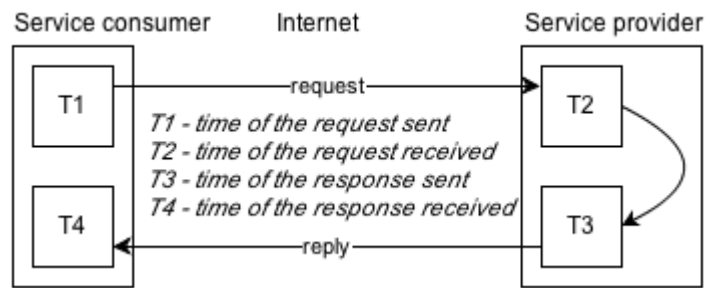 Service consumer Internet Service provider
T1 request T2
T1 - time of the request sent
T2 - time of the request received
T3 - time of the response sent
T4 - time of the response received
T4 reply T3